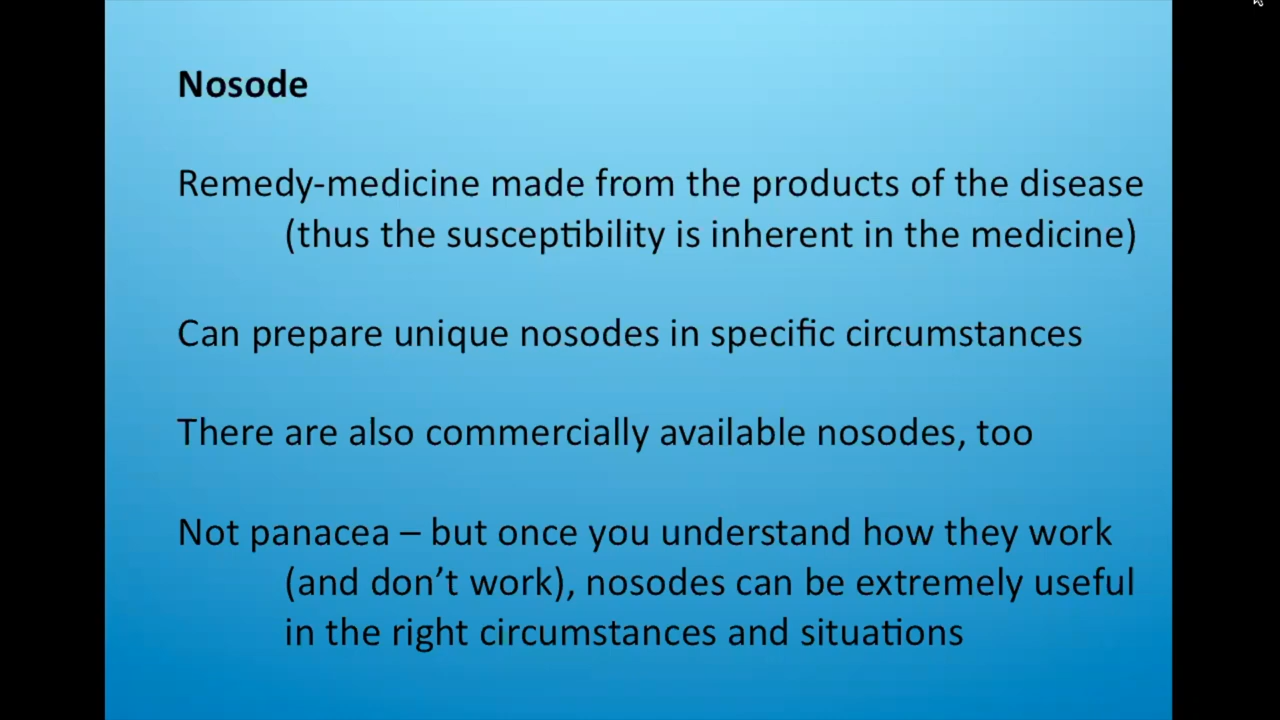 Nosode
Remedy-medicine made from the products of the disease
(thus the susceptibility is inherent in the medicine)
Can prepare unique nosodes in specific circumstances
There are also commercially available nosodes, too
Not panacea – but once you understand how they work
(and don’t work), nosodes can be extremely useful
in the right circumstances and situations